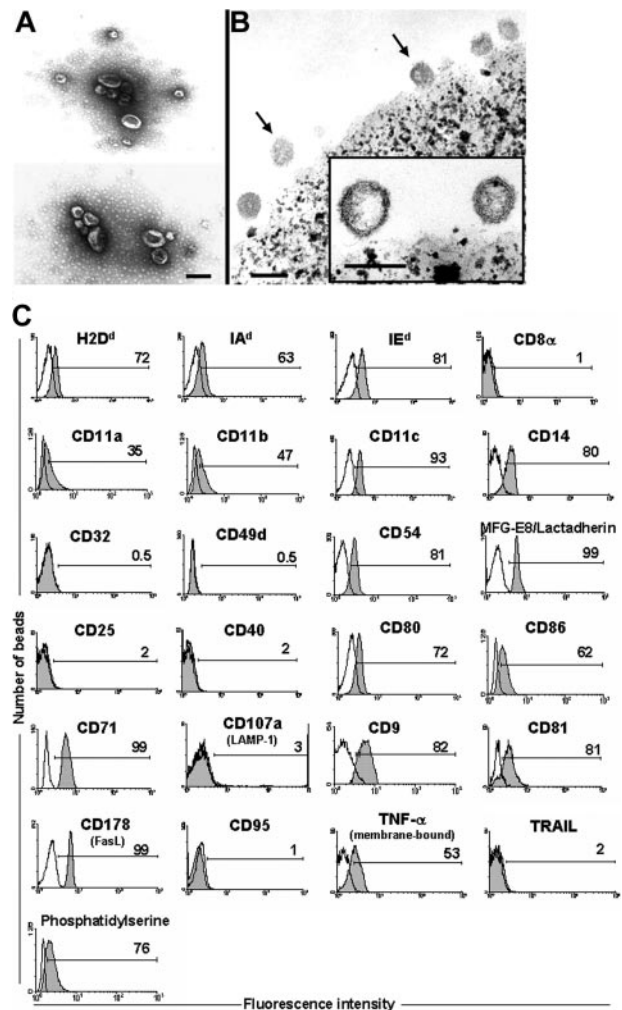 A
B
C
H2Dᵈ
72
IAᵈ
63
IEᵈ
81
CD8α
1
CD11a
35
CD11b
47
CD11c
93
CD14
80
CD32
0.5
CD49d
0.5
CD54
81
MFG-E8/Lactadherin
99
CD25
2
CD40
2
CD80
72
CD86
62
CD71
99
CD107a
(LAMP-1)
3
CD9
82
CD81
81
CD178
(FasL)
99
CD95
1
TNF-α
(membrane-bound)
53
TRAIL
2
Phosphatidylserine
76
Number of beads
Fluorescence intensity